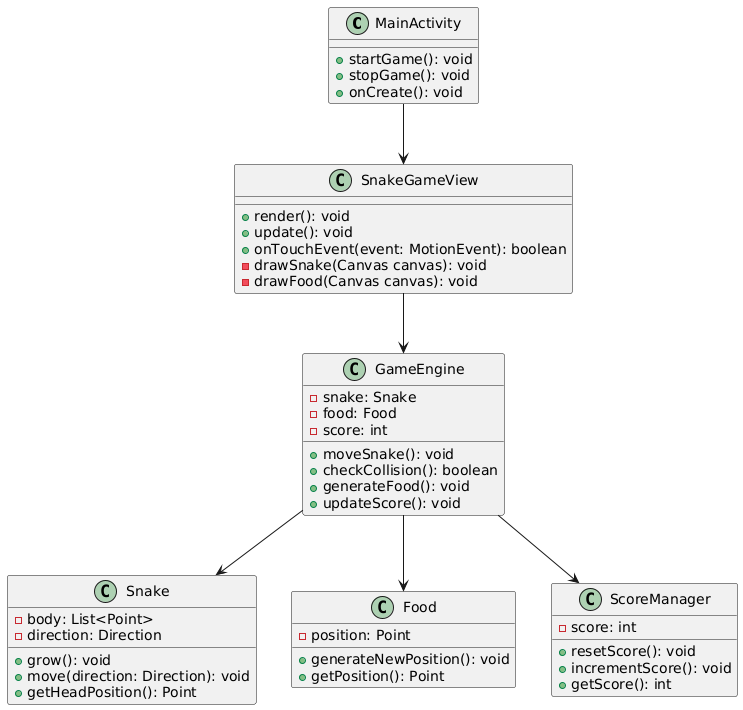 C MainActivity
startGame(): void
stopGame(): void
onCreate(): void
C SnakeGameView
render(): void
update(): void
onTouchEvent(event: MotionEvent): boolean
drawSnake(Canvas canvas): void
drawFood(Canvas canvas): void
C GameEngine
snake: Snake
food: Food
score: int
moveSnake(): void
checkCollision(): boolean
generateFood(): void
updateScore(): void
C Snake
body: List<Point>
direction: Direction
grow(): void
move(direction: Direction): void
getHeadPosition(): Point
C Food
position: Point
generateNewPosition(): void
getPosition(): Point
C ScoreManager
score: int
resetScore(): void
incrementScore(): void
getScore(): int